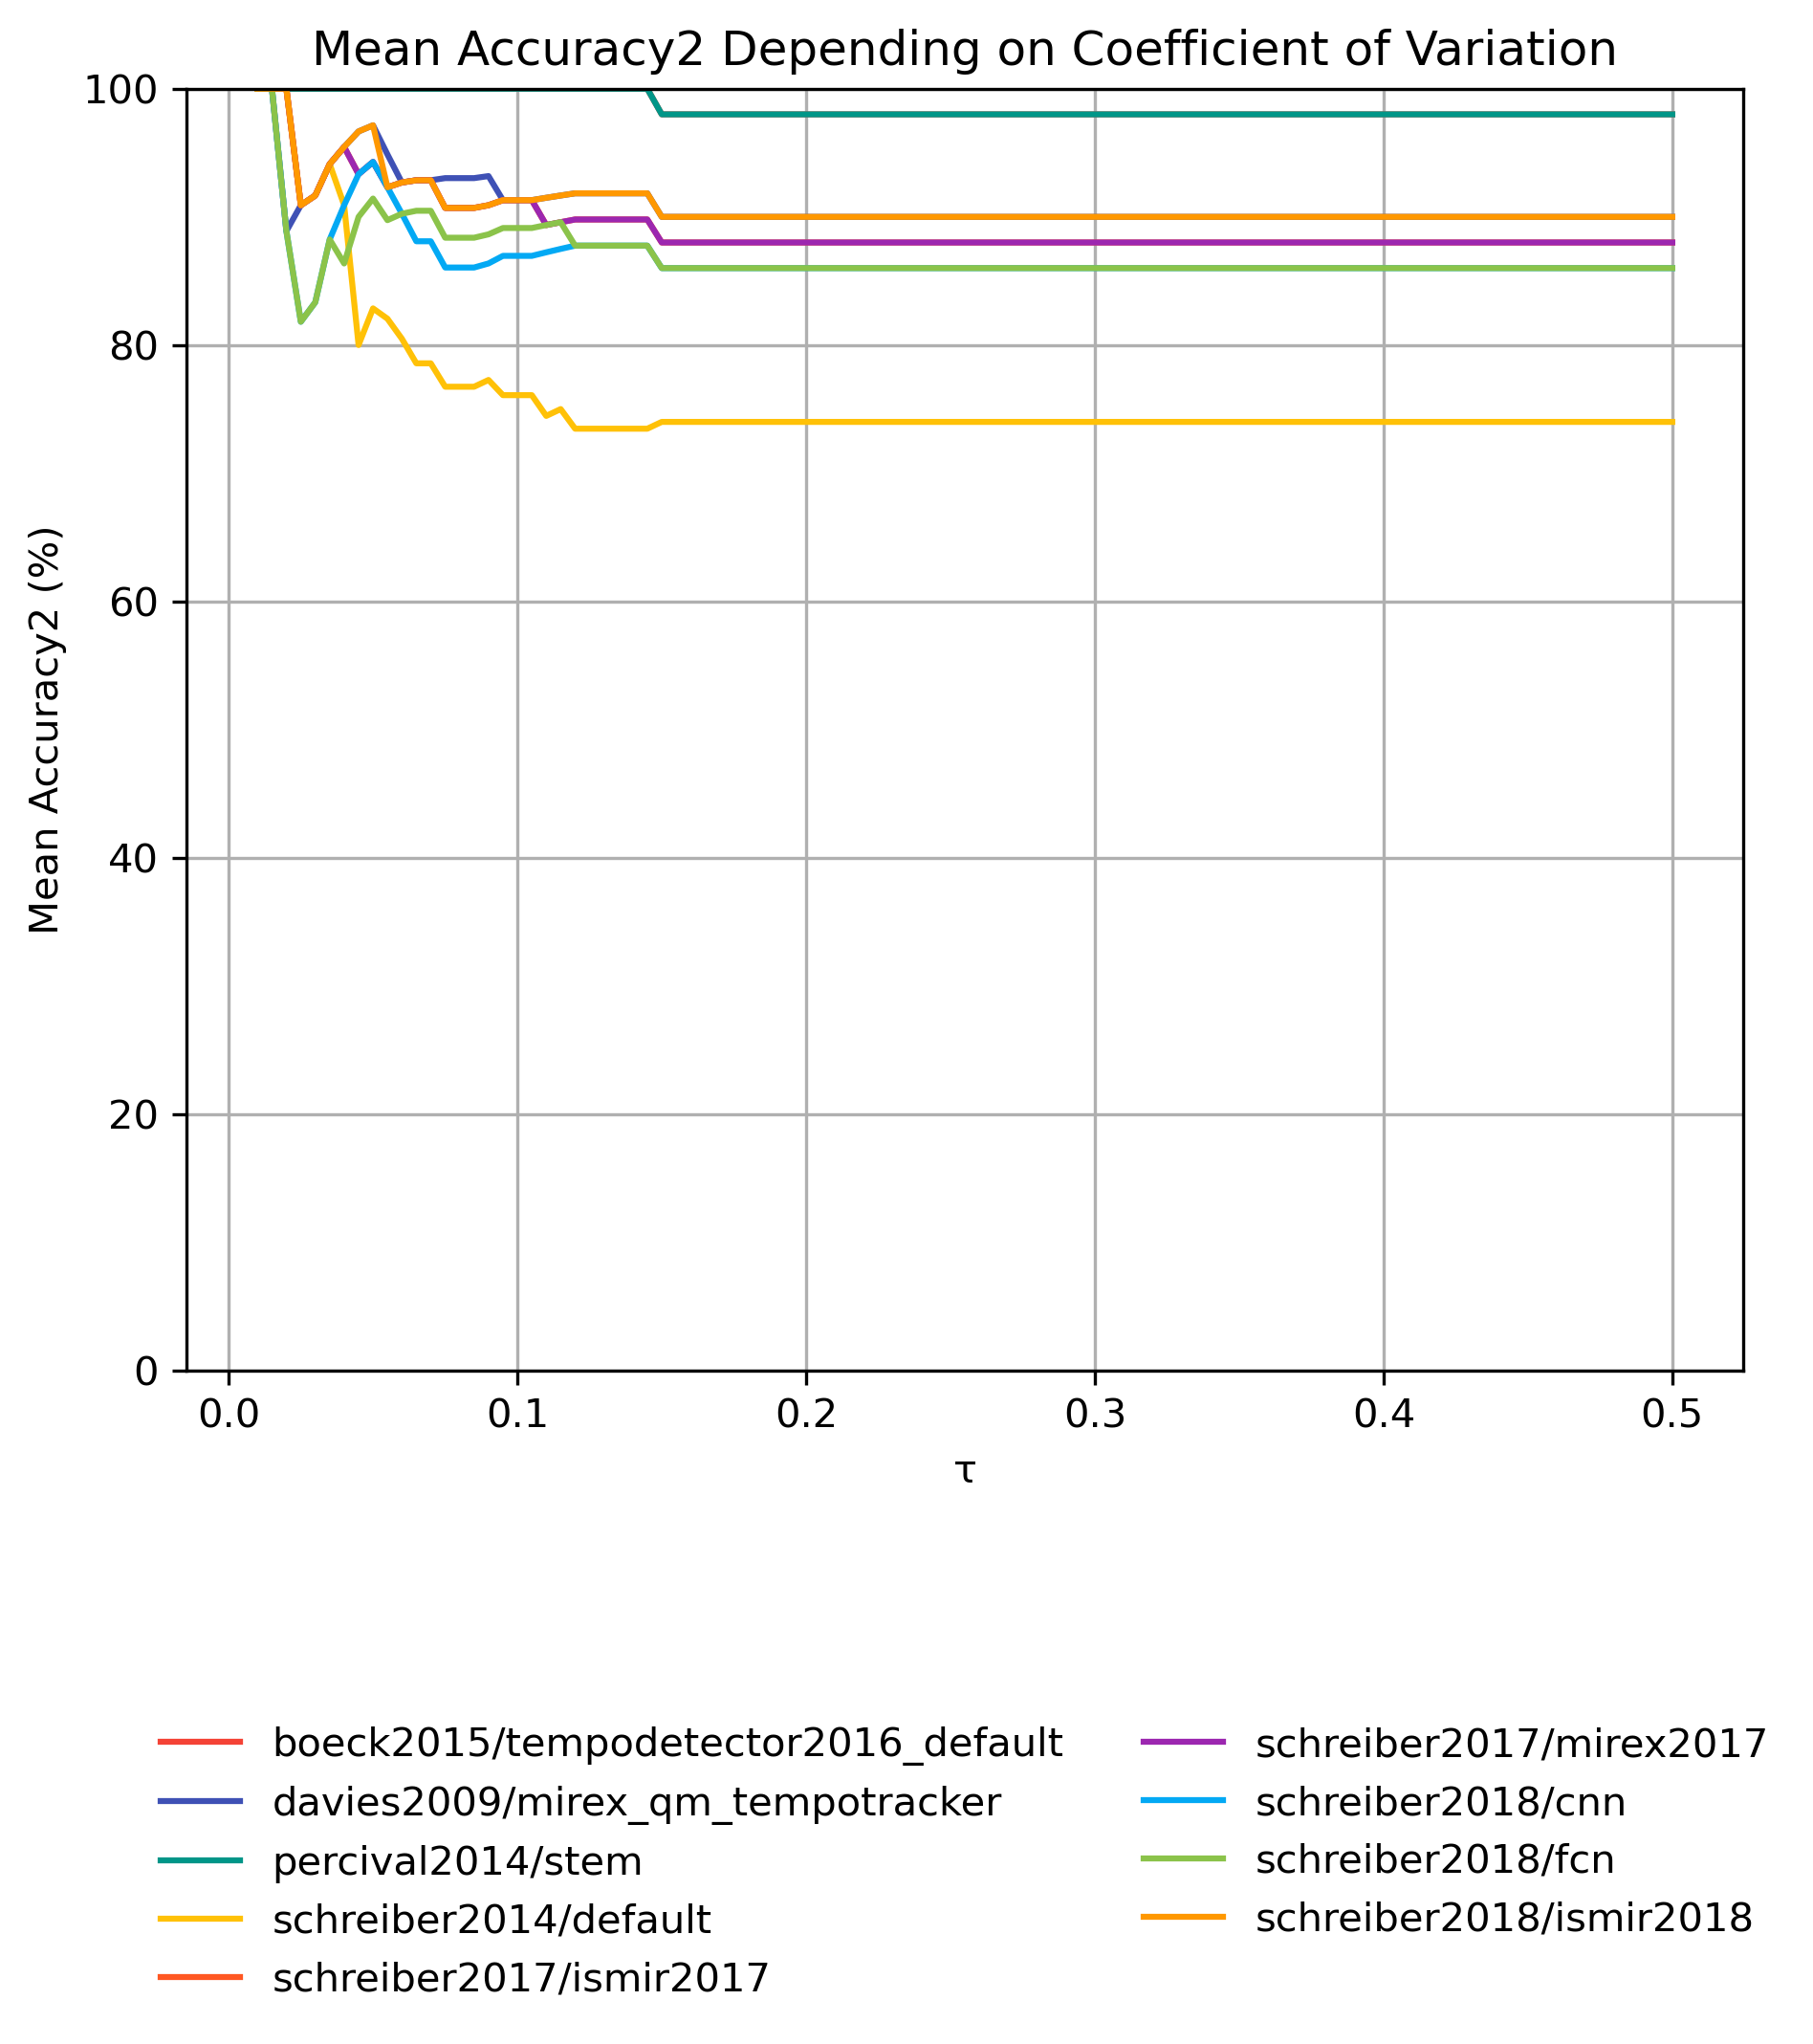 Mean Accuracy2 Depending on Coefficient of Variation
100
80
60
40
20
0
Mean Accuracy2 (%)
0.0 0.1 0.2 0.3 0.4 0.5
τ
boeck2015/tempodetector2016_default
davies2009/mirex_qm_tempotracker
percival2014/stem
schreiber2014/default
schreiber2017/ismir2017
schreiber2017/mirex2017
schreiber2018/cnn
schreiber2018/fcn
schreiber2018/ismir2018